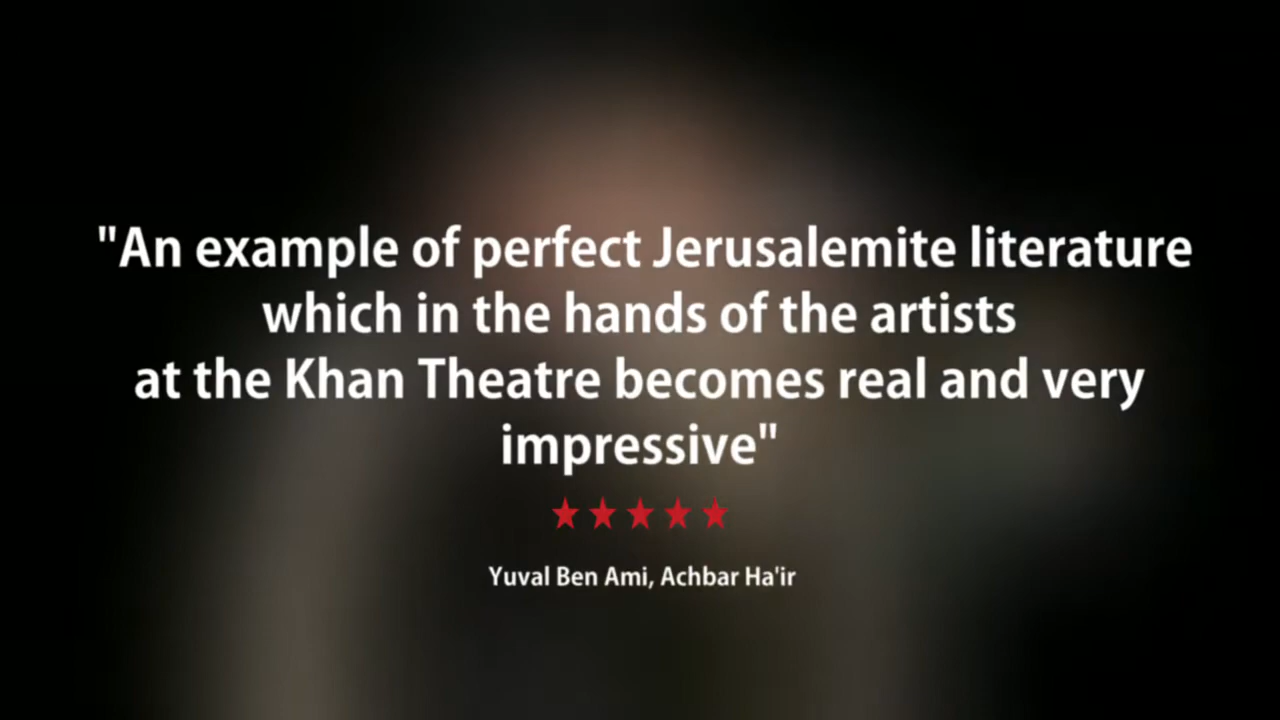 "An example of perfect Jerusalemite literature
which in the hands of the artists
at the Khan Theatre becomes real and very
impressive"
★★★★★
Yuval Ben Ami, Achbar Ha'ir